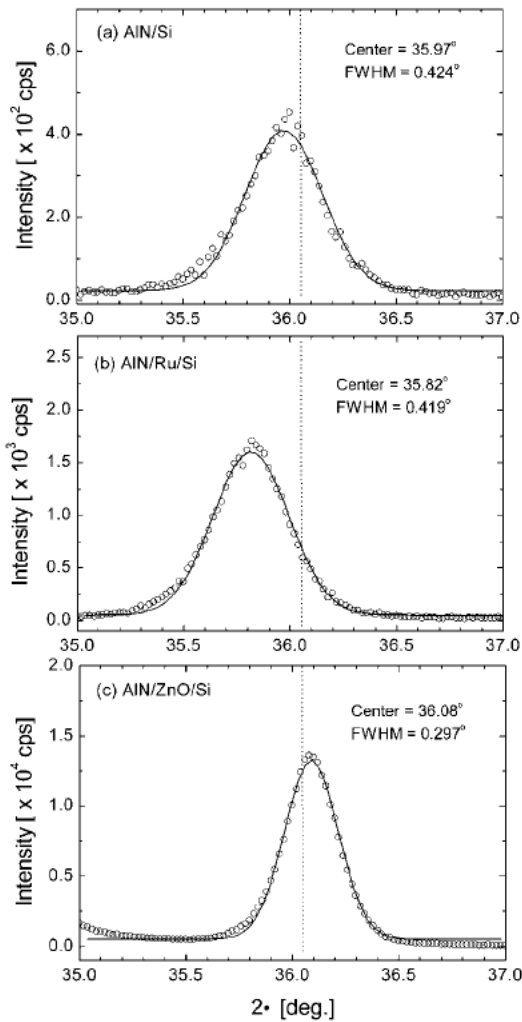 (a) AlN/Si
Center = 35.97°
FWHM = 0.424°
Intensity [ x 10² cps]
6.0
4.0
2.0
0.0
35.0 35.5 36.0 36.5 37.0
(b) AlN/Ru/Si
Center = 35.82°
FWHM = 0.419°
Intensity [ x 10³ cps]
2.5
2.0
1.5
1.0
0.5
0.0
35.0 35.5 36.0 36.5 37.0
(c) AlN/ZnO/Si
Center = 36.08°
FWHM = 0.297°
Intensity [ x 10⁴ cps]
2.0
1.5
1.0
0.5
0.0
35.0 35.5 36.0 36.5 37.0
2• [deg.]